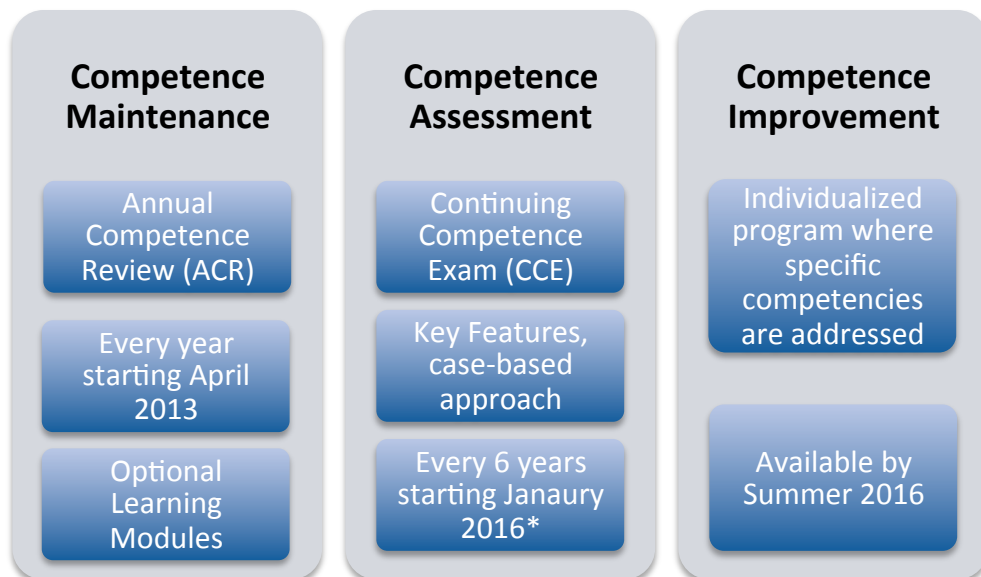 Competence
Maintenance
Annual
Competence
Review (ACR)
Every year
starting April
2013
Optional
Learning
Modules
Competence
Assessment
Continuing
Competence
Exam (CCE)
Key Features,
case-based
approach
Every 6 years
starting Janaury
2016*
Competence
Improvement
Individualized
program where
specific
competencies
are addressed
Available by
Summer 2016